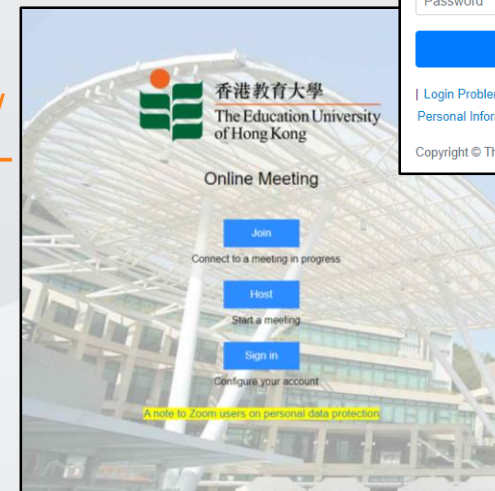 Password
| Login Proble
Personal Infor
Copyright © Th
香港教育大學
The Education University
of Hong Kong
Online Meeting
Join
Connect to a meeting in progress
Host
Start a meeting
Sign in
Configure your account
A note to Zoom users on personal data protection